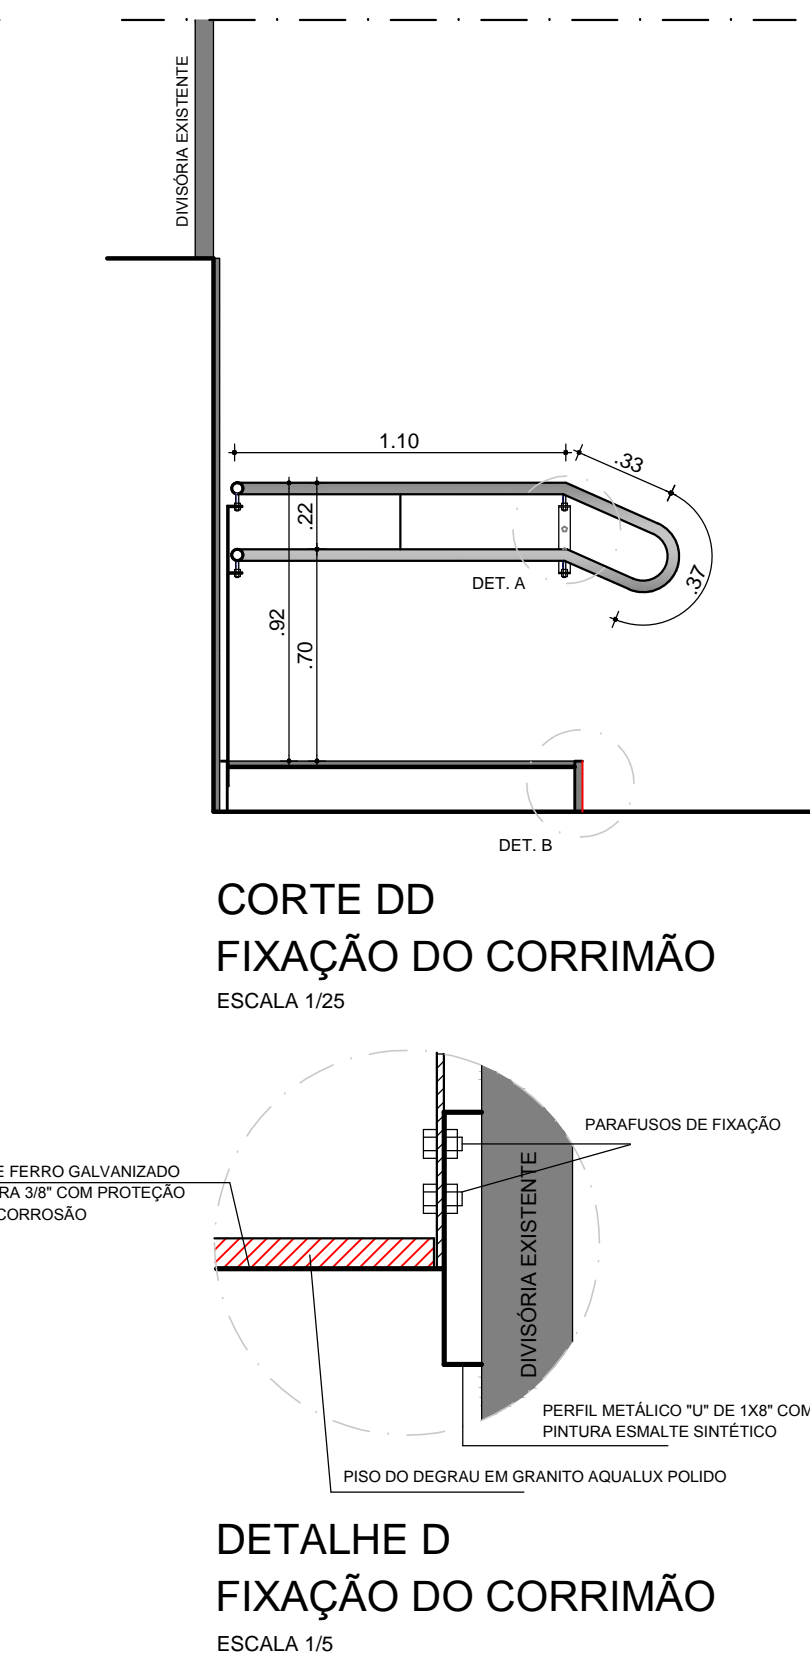 DIVISÓRIA EXISTENTE
1.10
.33
.22
.37
DET. A
.92
.70
DET. B
CORTE DD
FIXAÇÃO DO CORRIMÃO
ESCALA 1/25
PARAFUSOS DE FIXAÇÃO
E FERRO GALVANIZADO
RA 3/8" COM PROTEÇÃO
CORROSÃO
DIVISÓRIA EXISTENTE
PERFIL METÁLICO "U" DE 1X8" COM
PINTURA ESMALTE SINTÉTICO
PISO DO DEGRAU EM GRANITO AQUALUX POLIDO
DETALHE D
FIXAÇÃO DO CORRIMÃO
ESCALA 1/5